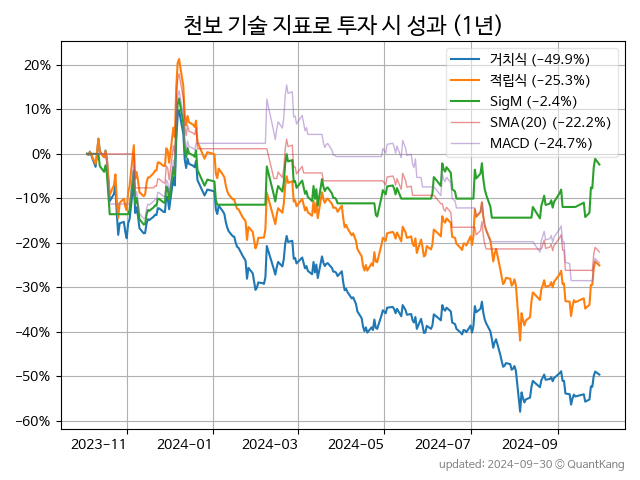 천보 기술 지표로 투자 시 성과 (1년)
거치식 (−49.9%)
적립식 (−25.3%)
SigM (−2.4%)
SMA(20) (−22.2%)
MACD (−24.7%)
20%
10%
0%
−10%
−20%
−30%
−40%
−50%
−60%
2023-11 2024-01 2024-03 2024-05 2024-07 2024-09
updated: 2024-09-30 © QuantKang